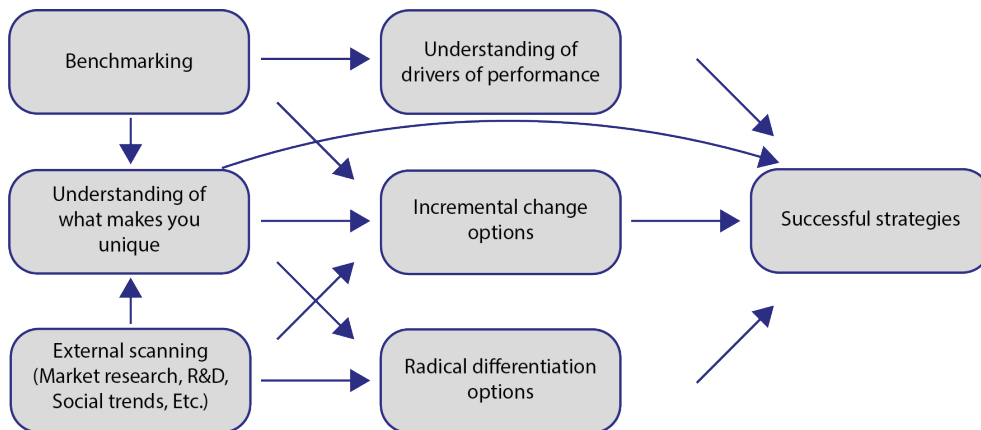 Benchmarking
Understanding of
drivers of performance
Understanding of
what makes you
unique
Incremental change
options
Successful strategies
External scanning
(Market research, R&D,
Social trends, Etc.)
Radical differentiation
options